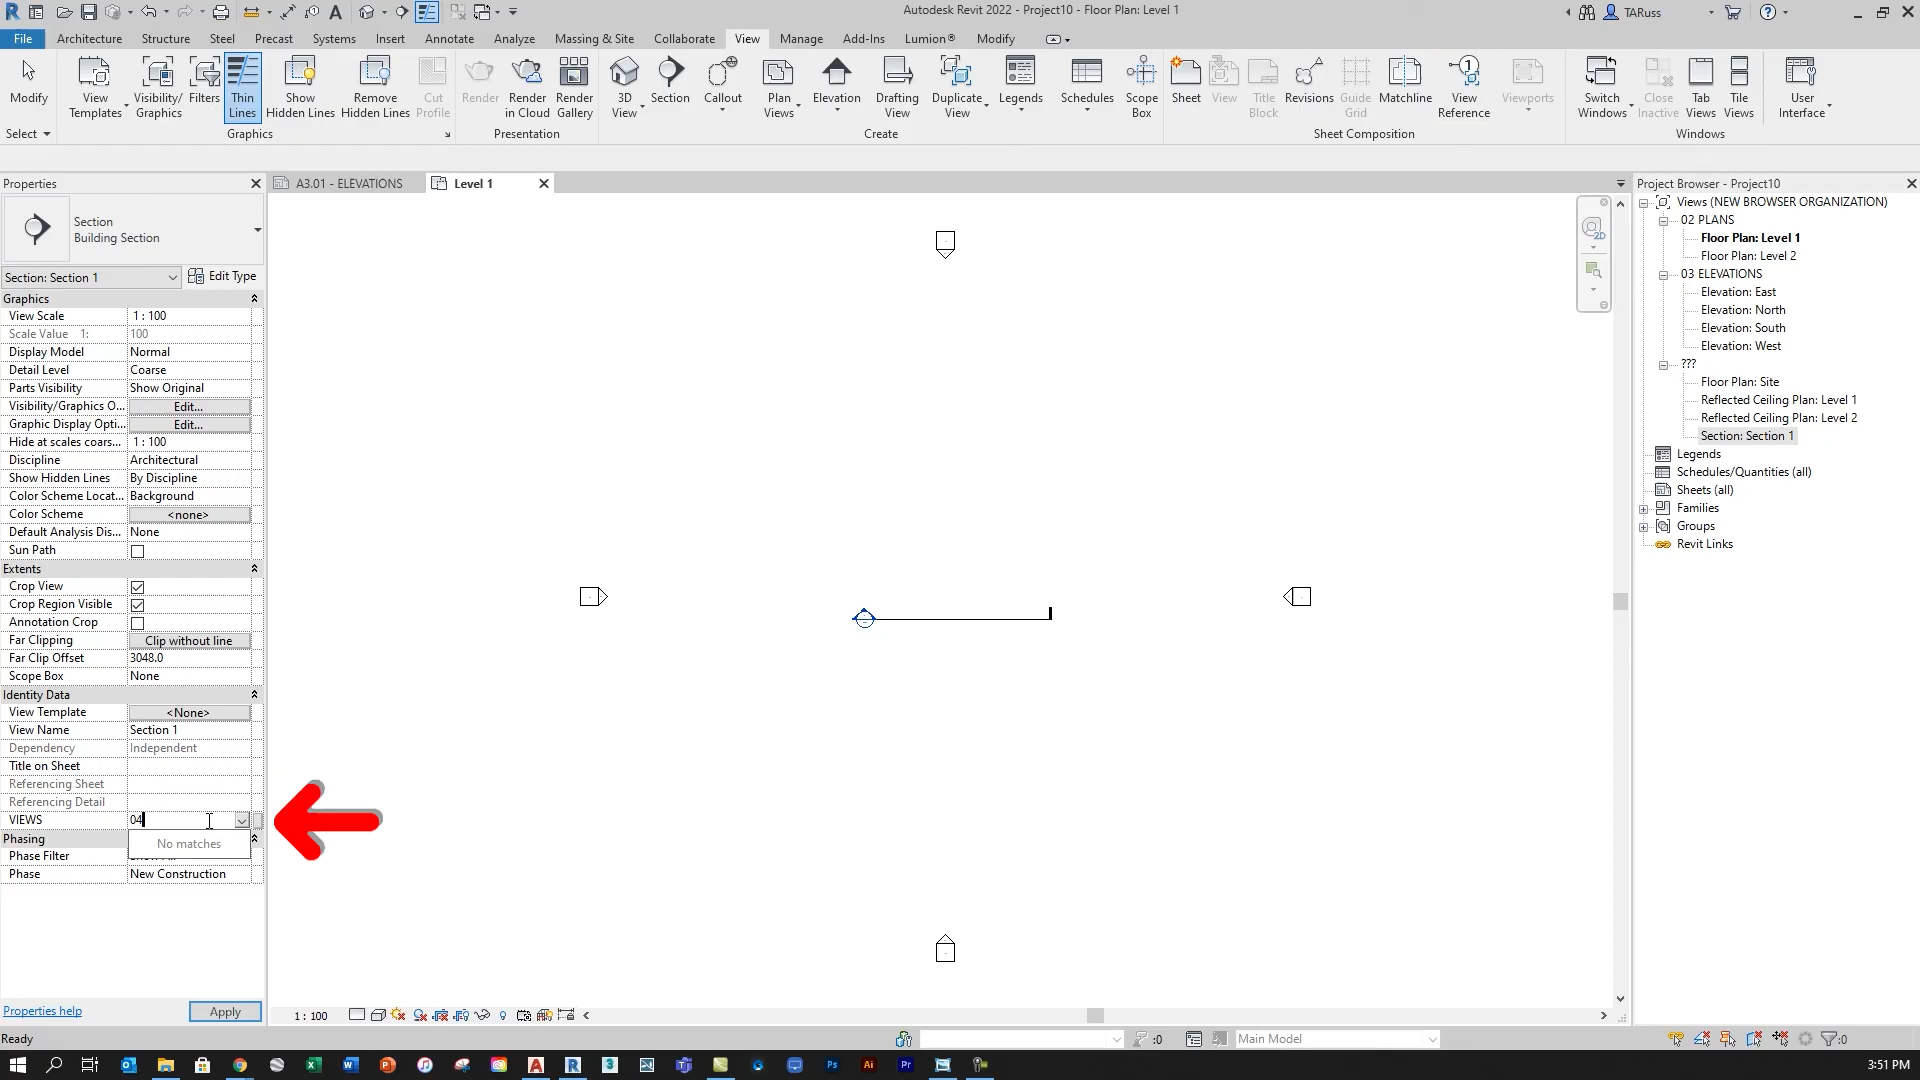 Autodesk Revit 2022 - Project10 - Floor Plan: Level 1
TARuss
File Architecture Structure Steel Precast Systems Insert Annotate Analyze Massing & Site Collaborate View Manage Add-Ins Lumion® Modify
Modify
View Templates
Visibility/ Graphics
Filters
Thin Lines
Show Hidden Lines
Remove Hidden Lines
Cut Profile
Render
Render in Cloud
Render Gallery
3D View
Section
Callout
Plan Views
Elevation
Drafting View
Duplicate View
Legends
Schedules
Scope Box
Sheet
View
Title Block
Revisions
Guide Grid
Matchline
View Reference
Viewports
Switch Windows
Close Inactive
Tab Views
Tile Views
User Interface
Select
Graphics
Presentation
Create
Sheet Composition
Windows
Properties
Section
Building Section
Section: Section 1
Edit Type
Graphics
View Scale 1 : 100
Scale Value 1: 100
Display Model Normal
Detail Level Coarse
Parts Visibility Show Original
Visibility/Graphics O... Edit...
Graphic Display Opti... Edit...
Hide at scales coars... 1 : 100
Discipline Architectural
Show Hidden Lines By Discipline
Color Scheme Locat... Background
Color Scheme <none>
Default Analysis Dis... None
Sun Path
Extents
Crop View
Crop Region Visible
Annotation Crop
Far Clipping Clip without line
Far Clip Offset 3048.0
Scope Box None
Identity Data
View Template <None>
View Name Section 1
Dependency Independent
Title on Sheet
Referencing Sheet
Referencing Detail
VIEWS 04
No matches
Phasing
Phase Filter
Phase New Construction
Properties help
Apply
A3.01 - ELEVATIONS
Level 1
2D
1 : 100
Project Browser - Project10
Views (NEW BROWSER ORGANIZATION)
02 PLANS
Floor Plan: Level 1
Floor Plan: Level 2
03 ELEVATIONS
Elevation: East
Elevation: North
Elevation: South
Elevation: West
???
Floor Plan: Site
Reflected Ceiling Plan: Level 1
Reflected Ceiling Plan: Level 2
Section: Section 1
Legends
Schedules/Quantities (all)
Sheets (all)
Families
Groups
Revit Links
Ready
:0
Main Model
:0
3:51 PM